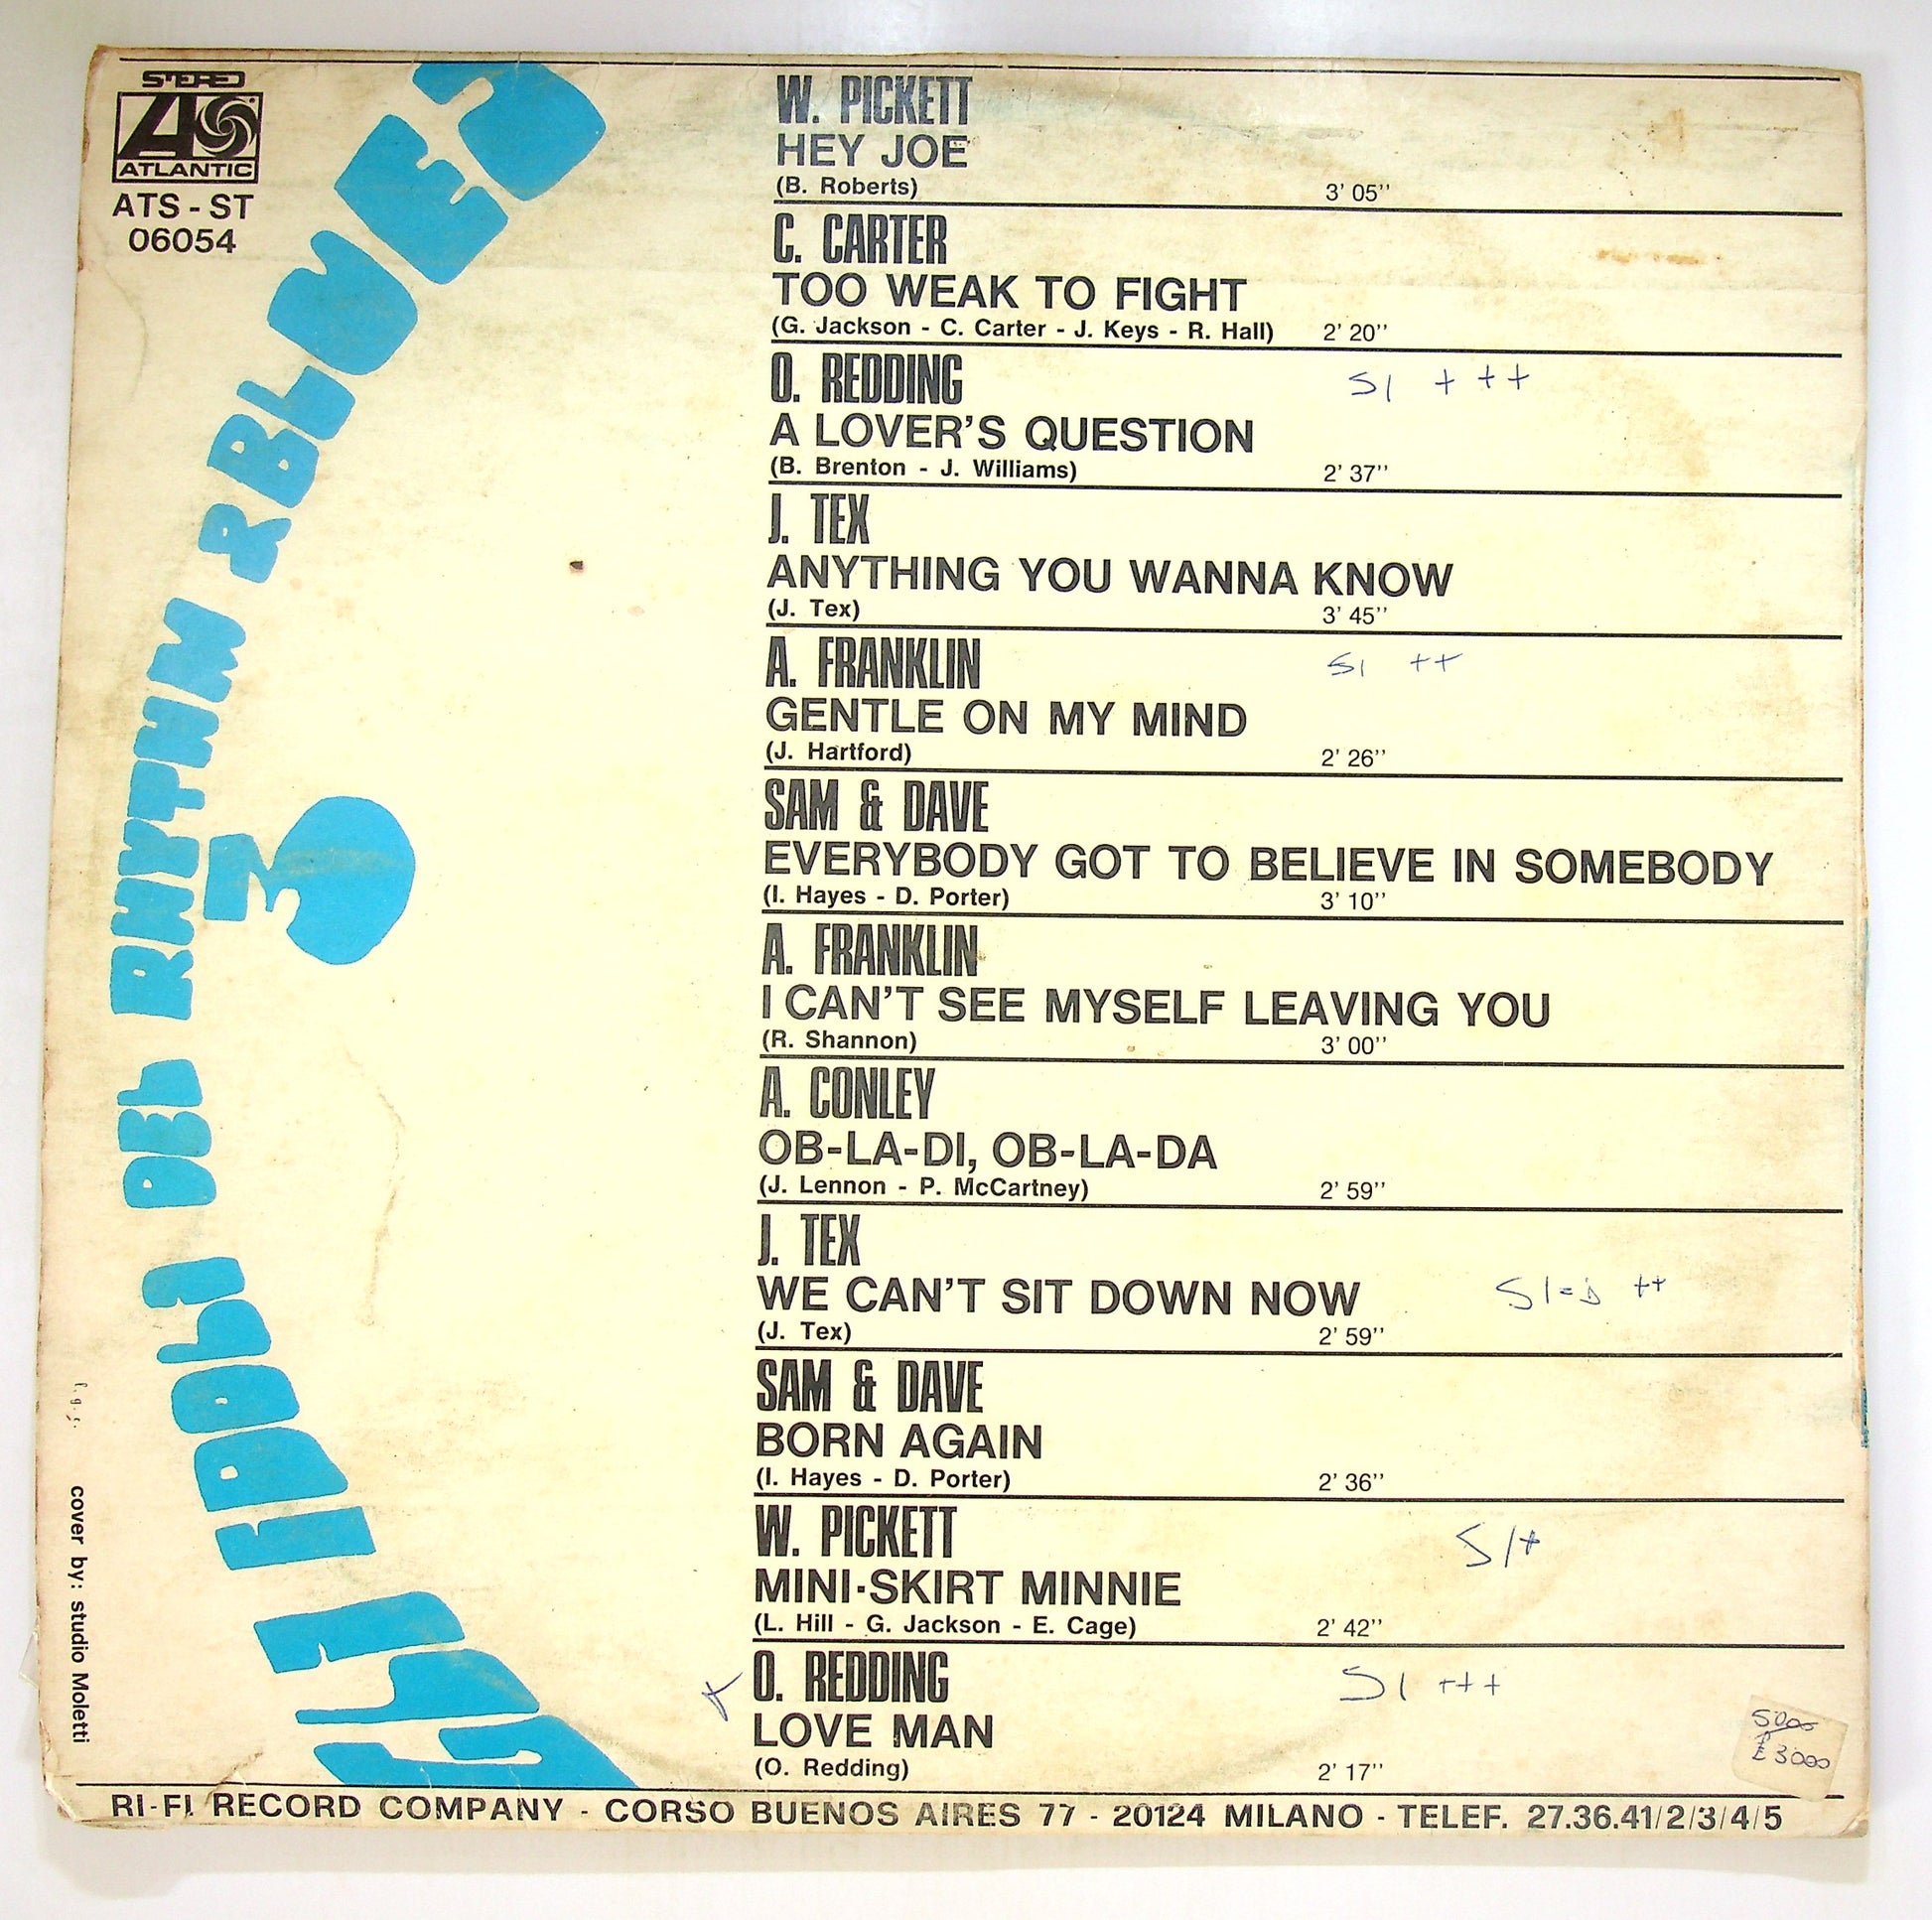 STEREO
ATLANTIC
ATS - ST
06054
GLI IDOLI DEL RHYTHM & BLUES
3
W. PICKETT
HEY JOE
(B. Roberts) 3' 05''
C. CARTER
TOO WEAK TO FIGHT
(G. Jackson - C. Carter - J. Keys - R. Hall) 2' 20''
O. REDDING SI + + +
A LOVER'S QUESTION
(B. Brenton - J. Williams) 2' 37''
J. TEX
ANYTHING YOU WANNA KNOW
(J. Tex) 3' 45''
A. FRANKLIN SI ++
GENTLE ON MY MIND
(J. Hartford) 2' 26''
SAM & DAVE
EVERYBODY GOT TO BELIEVE IN SOMEBODY
(I. Hayes - D. Porter) 3' 10''
A. FRANKLIN
I CAN'T SEE MYSELF LEAVING YOU
(R. Shannon) 3' 00''
A. CONLEY
OB-LA-DI, OB-LA-DA
(J. Lennon - P. McCartney) 2' 59''
J. TEX
WE CAN'T SIT DOWN NOW ++
(J. Tex) 2' 59''
SAM & DAVE
BORN AGAIN
(I. Hayes - D. Porter) 2' 36''
W. PICKETT SI+
MINI-SKIRT MINNIE
(L. Hill - G. Jackson - E. Cage) 2' 42''
O. REDDING SI +++
LOVE MAN
(O. Redding) 2' 17''
5000
£ 3000
cover by: studio Moletti
RI-FI RECORD COMPANY - CORSO BUENOS AIRES 77 - 20124 MILANO - TELEF. 27.36.41/2/3/4/5